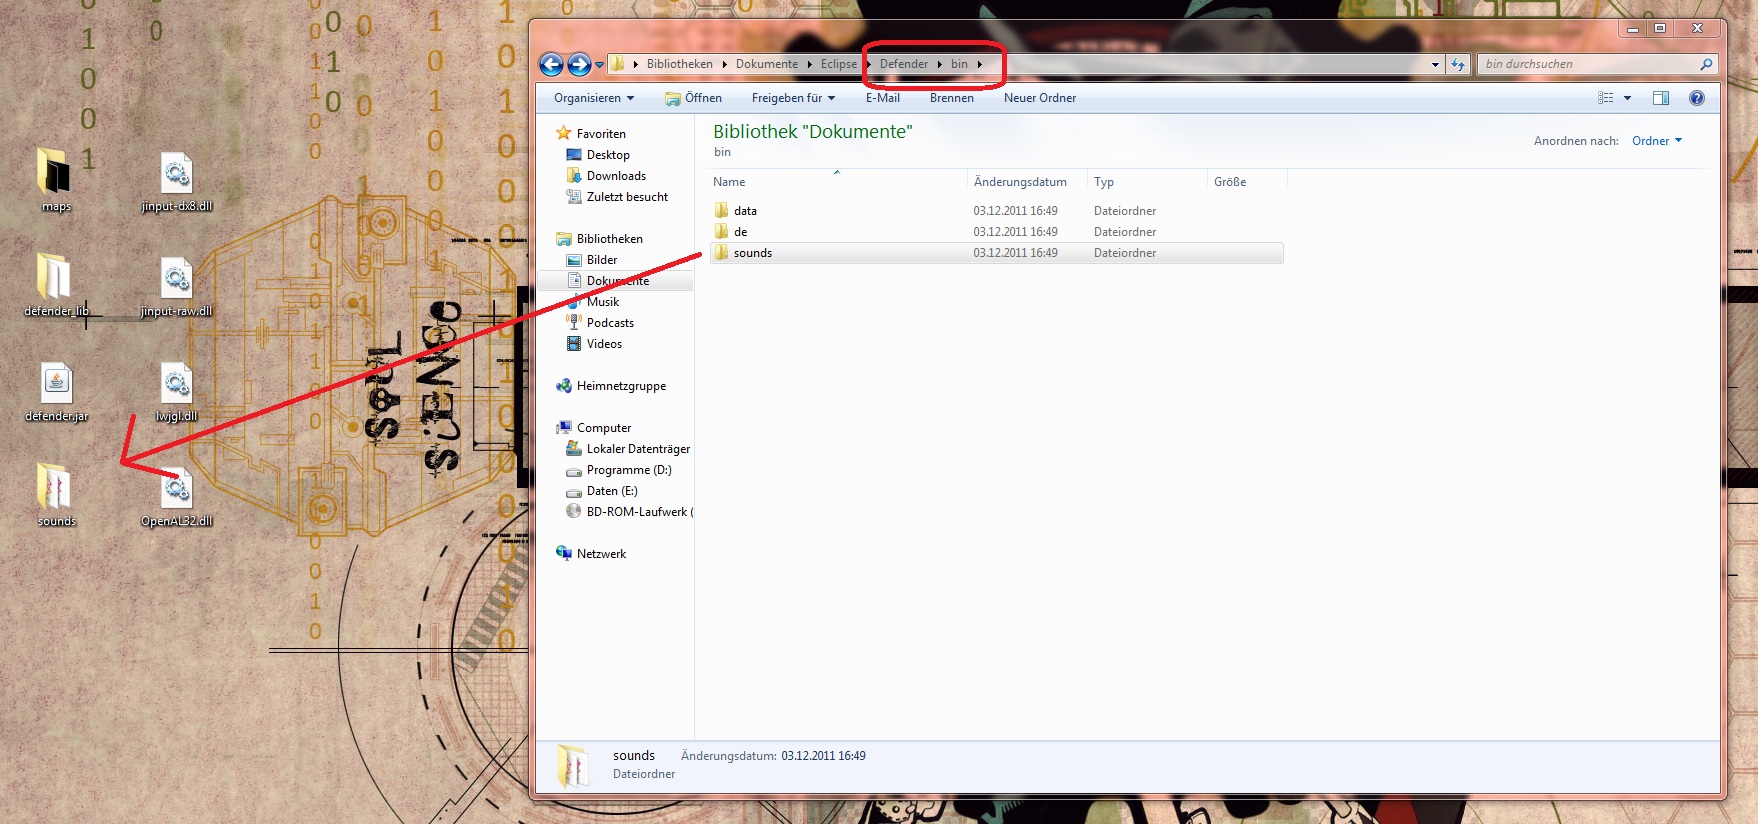 maps
jinput-dx8.dll
defender_lib
jinput-raw.dll
defender.jar
lwjgl.dll
sounds
OpenAL32.dll
SOUL
SCIENCE
Bibliotheken Dokumente Eclipse Defender bin
bin durchsuchen
Organisieren Öffnen Freigeben für E-Mail Brennen Neuer Ordner
Favoriten
Desktop
Downloads
Zuletzt besucht
Bibliotheken
Bilder
Dokumente
Musik
Podcasts
Videos
Heimnetzgruppe
Computer
Lokaler Datenträger
Programme (D:)
Daten (E:)
BD-ROM-Laufwerk (
Netzwerk
Bibliothek "Dokumente"
bin
Anordnen nach: Ordner
Name Änderungsdatum Typ Größe
data 03.12.2011 16:49 Dateiordner
de 03.12.2011 16:49 Dateiordner
sounds 03.12.2011 16:49 Dateiordner
sounds Änderungsdatum: 03.12.2011 16:49
Dateiordner